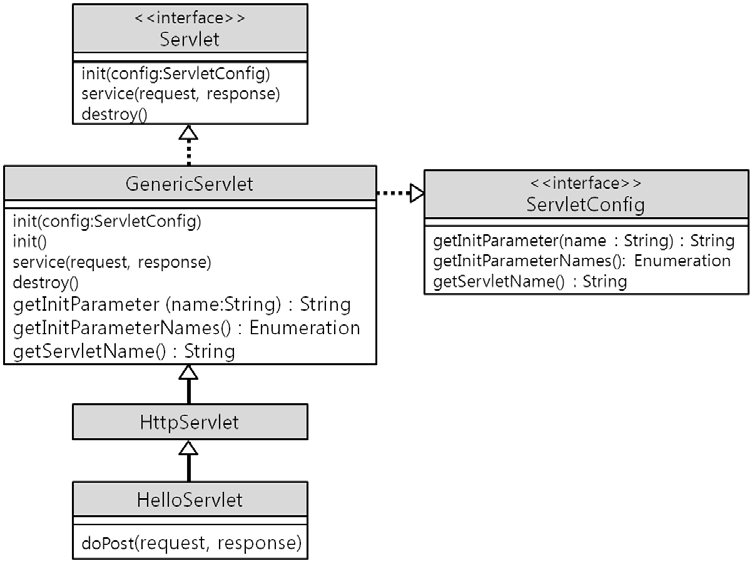 <<interface>>
Servlet
init(config:ServletConfig)
service(request, response)
destroy()
GenericServlet
init(config:ServletConfig)
init()
service(request, response)
destroy()
getInitParameter (name:String) : String
getInitParameterNames() : Enumeration
getServletName() : String
<<interface>>
ServletConfig
getInitParameter(name : String) : String
getInitParameterNames(): Enumeration
getServletName() : String
HttpServlet
HelloServlet
doPost(request, response)